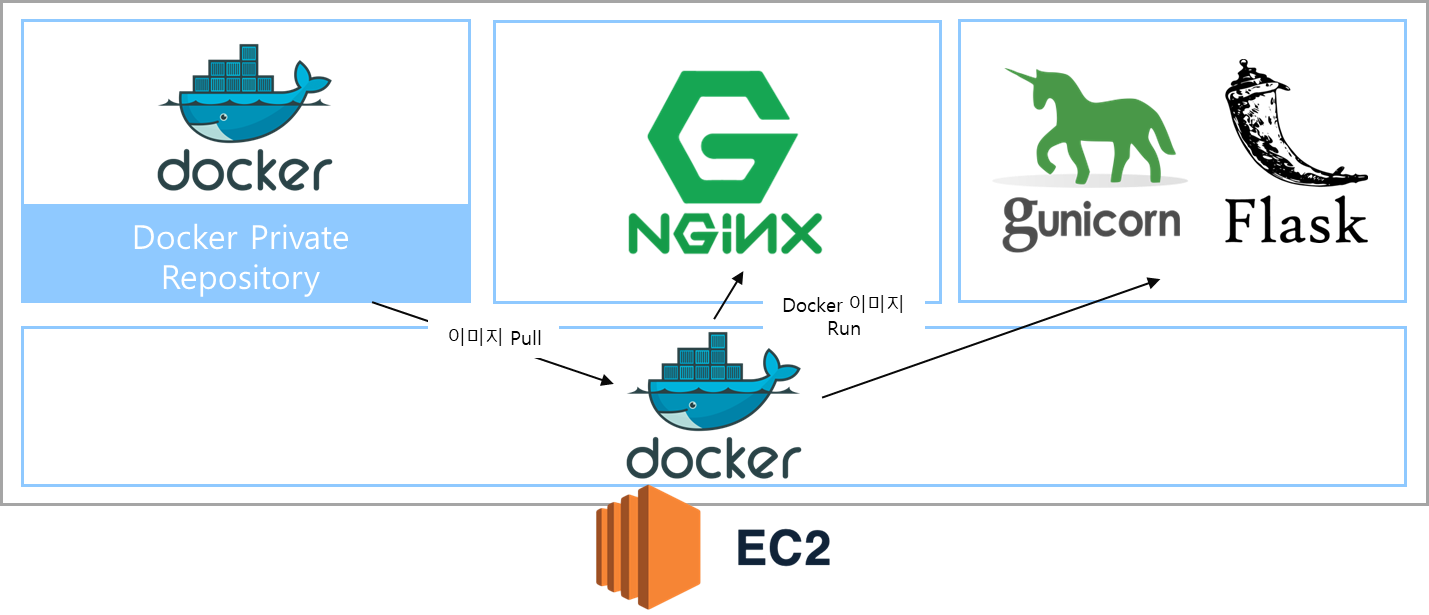 docker
Docker Private
Repository
NGiNX
gunicorn
Flask
이미지 Pull
Docker 이미지
Run
docker
EC2